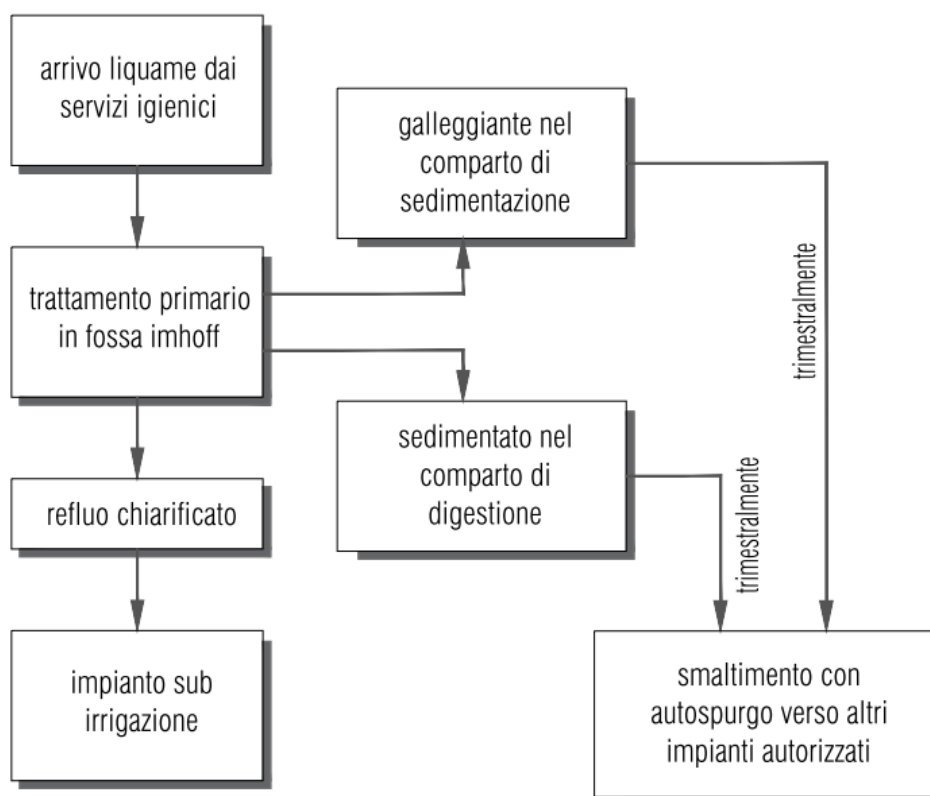 arrivo liquame dai
servizi igienici
galleggiante nel
comparto di
sedimentazione
trattamento primario
in fossa imhoff
trimestralmente
sedimentato nel
comparto di
digestione
trimestralmente
refluo chiarificato
impianto sub
irrigazione
smaltimento con
autospurgo verso altri
impianti autorizzati